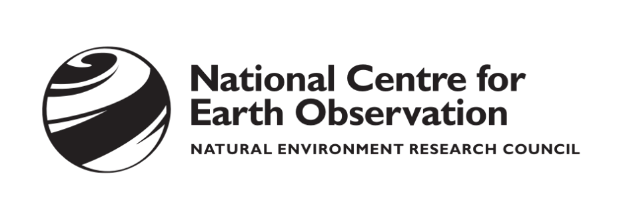 National Centre for
Earth Observation
NATURAL ENVIRONMENT RESEARCH COUNCIL